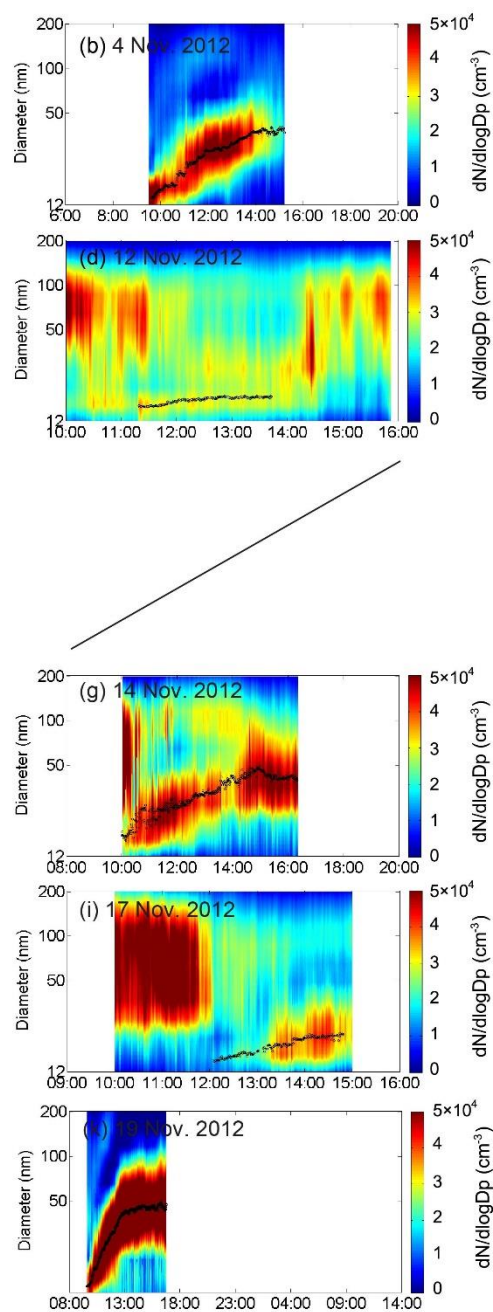 (b) 4 Nov. 2012
200
100
50
12
Diameter (nm)
6:00 8:00 10:00 12:00 14:00 16:00 18:00 20:00
5×10⁴
4
3
2
1
0
dN/dlogDp (cm⁻³)
(d) 12 Nov. 2012
200
100
50
12
Diameter (nm)
10:00 11:00 12:00 13:00 14:00 15:00 16:00
5×10⁴
4
3
2
1
0
dN/dlogDp (cm⁻³)
(g) 14 Nov. 2012
200
100
50
12
Diameter (nm)
08:00 10:00 12:00 14:00 16:00 18:00 20:00
5×10⁴
4
3
2
1
0
dN/dlogDp (cm⁻³)
(i) 17 Nov. 2012
200
100
50
12
Diameter (nm)
09:00 10:00 11:00 12:00 13:00 14:00 15:00 16:00
5×10⁴
4
3
2
1
0
dN/dlogDp (cm⁻³)
19 Nov. 2012
200
100
50
Diameter (nm)
08:00 13:00 18:00 23:00 04:00 09:00 14:00
5×10⁴
4
3
2
1
0
dN/dlogDp (cm⁻³)